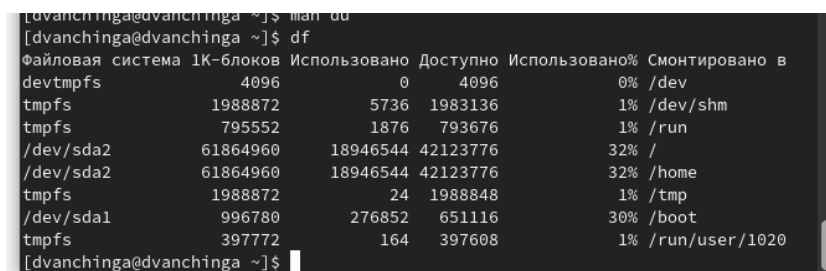 [dvanchinga@dvanchinga ~]$ man du
[dvanchinga@dvanchinga ~]$ df
Файловая система 1K-блоков Использовано Доступно Использовано% Смонтировано в
devtmpfs 4096 0 4096 0% /dev
tmpfs 1988872 5736 1983136 1% /dev/shm
tmpfs 795552 1876 793676 1% /run
/dev/sda2 61864960 18946544 42123776 32% /
/dev/sda2 61864960 18946544 42123776 32% /home
tmpfs 1988872 24 1988848 1% /tmp
/dev/sda1 996780 276852 651116 30% /boot
tmpfs 397772 164 397608 1% /run/user/1020
[dvanchinga@dvanchinga ~]$